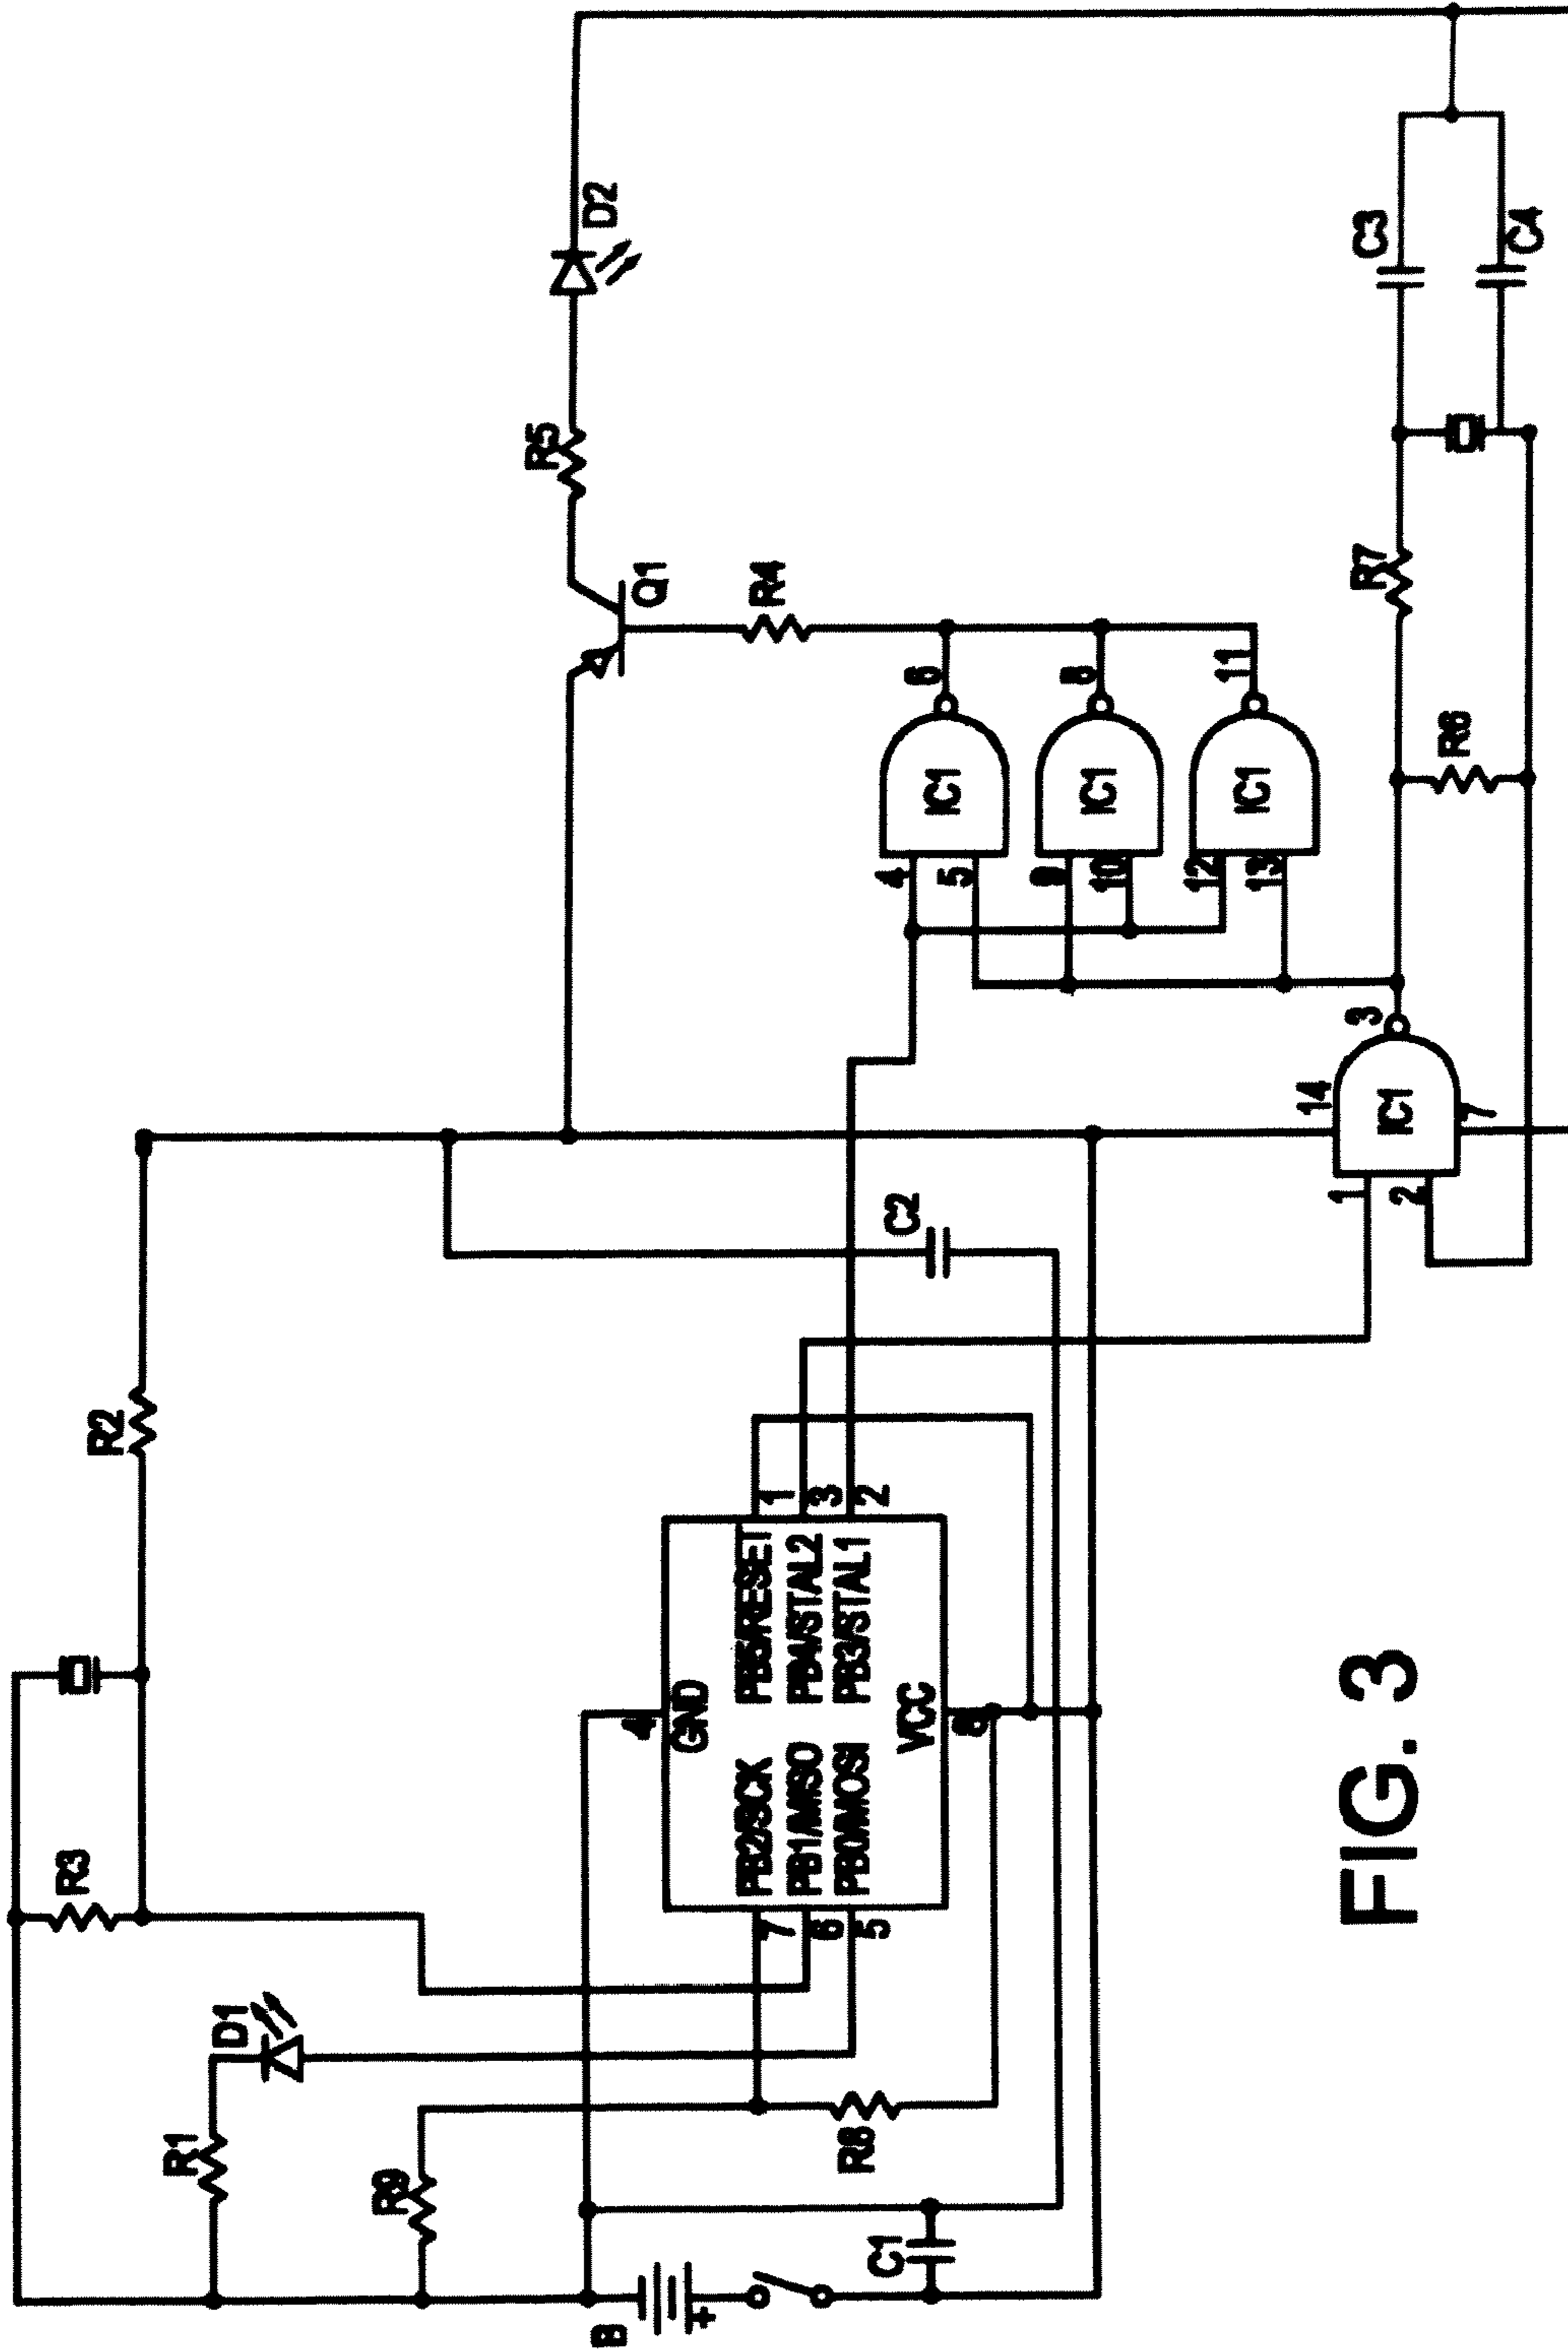 R3
R2
D1
R1
R9
B
+
4
GND
7
PB2/SCK
PB5/RESET
1
6
PB1/MISO
PB4/STAL2
3
5
PB0/MOSI
PB3/STAL1
2
VCC
8
R8
C1
C2
D2
R5
Q1
R4
6
IC1
4
5
8
IC1
9
10
11
IC1
12
13
14
3
IC1
1
2
7
R7
R6
C3
C4
FIG. 3